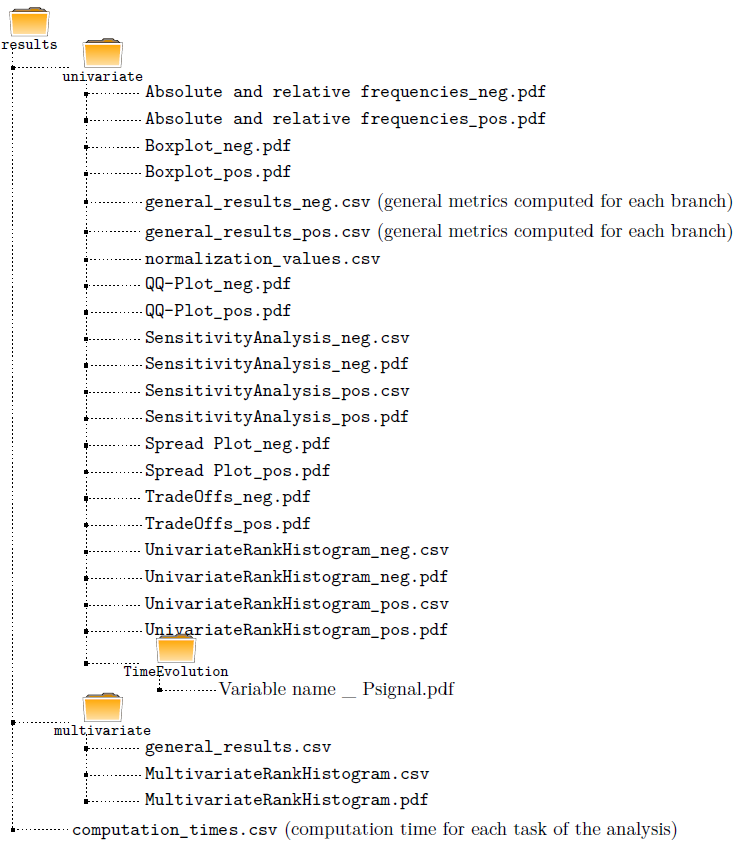 results
univariate
Absolute and relative frequencies_neg.pdf
Absolute and relative frequencies_pos.pdf
Boxplot_neg.pdf
Boxplot_pos.pdf
general_results_neg.csv (general metrics computed for each branch)
general_results_pos.csv (general metrics computed for each branch)
normalization_values.csv
QQ-Plot_neg.pdf
QQ-Plot_pos.pdf
SensitivityAnalysis_neg.csv
SensitivityAnalysis_neg.pdf
SensitivityAnalysis_pos.csv
SensitivityAnalysis_pos.pdf
Spread Plot_neg.pdf
Spread Plot_pos.pdf
TradeOffs_neg.pdf
TradeOffs_pos.pdf
UnivariateRankHistogram_neg.csv
UnivariateRankHistogram_neg.pdf
UnivariateRankHistogram_pos.csv
UnivariateRankHistogram_pos.pdf
TimeEvolution
Variable name _ Psignal.pdf
multivariate
general_results.csv
MultivariateRankHistogram.csv
MultivariateRankHistogram.pdf
computation_times.csv (computation time for each task of the analysis)